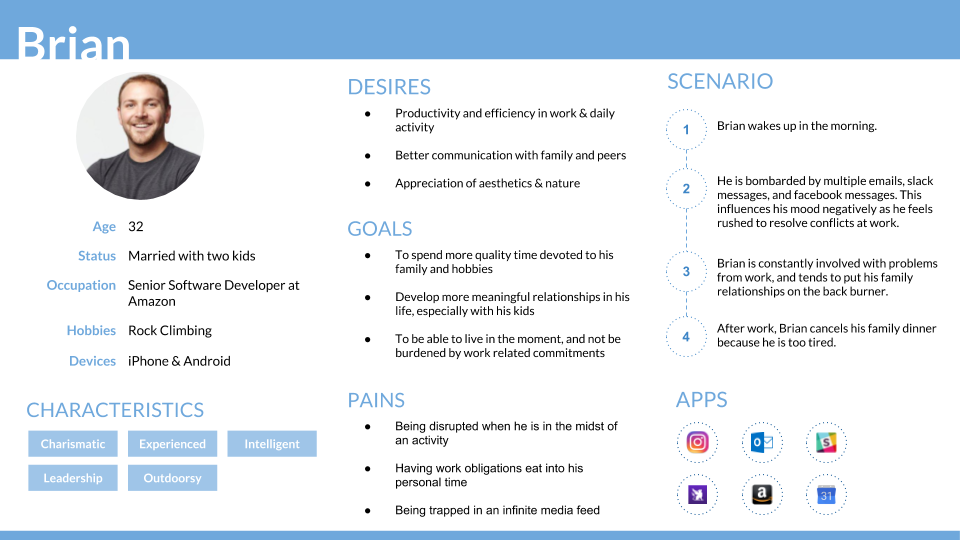 Brian
Age 32
Status Married with two kids
Occupation Senior Software Developer at
Amazon
Hobbies Rock Climbing
Devices iPhone & Android
CHARACTERISTICS
Charismatic Experienced Intelligent
Leadership Outdoorsy
DESIRES
● Productivity and efficiency in work & daily
activity
● Better communication with family and peers
● Appreciation of aesthetics & nature
GOALS
● To spend more quality time devoted to his
family and hobbies
● Develop more meaningful relationships in his
life, especially with his kids
● To be able to live in the moment, and not be
burdened by work related commitments
PAINS
● Being disrupted when he is in the midst of
an activity
● Having work obligations eat into his
personal time
● Being trapped in an infinite media feed
SCENARIO
1 Brian wakes up in the morning.
2 He is bombarded by multiple emails, slack
messages, and facebook messages. This
influences his mood negatively as he feels
rushed to resolve conflicts at work.
3 Brian is constantly involved with problems
from work, and tends to put his family
relationships on the back burner.
4 After work, Brian cancels his family dinner
because he is too tired.
APPS
O S
a 31